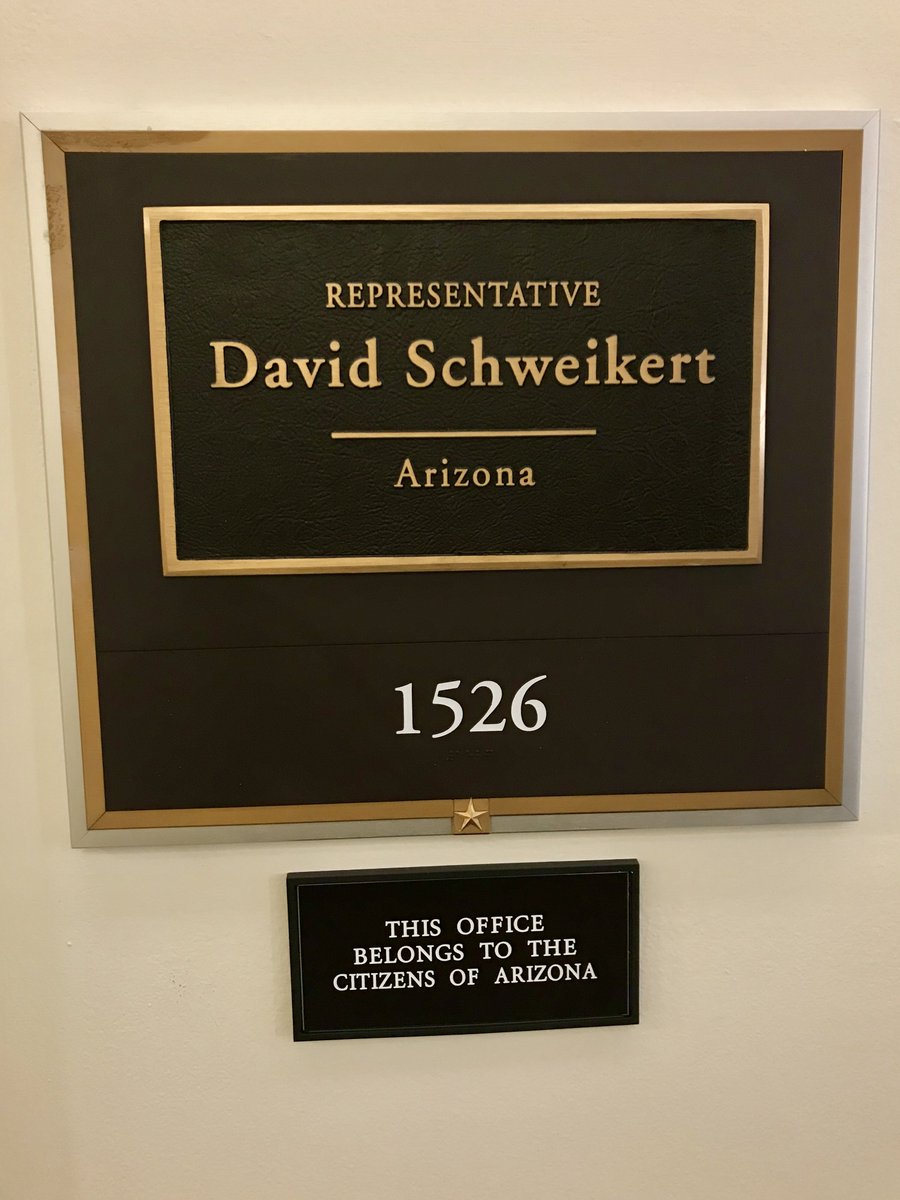 REPRESENTATIVE
David Schweikert
Arizona
1526
THIS OFFICE
BELONGS TO THE
CITIZENS OF ARIZONA